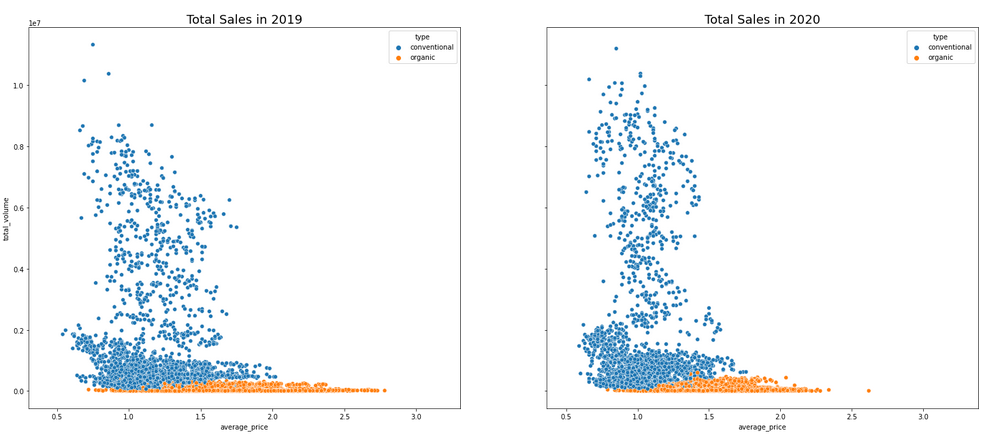 Total Sales in 2019
1e7
type
conventional
organic
1.0
0.8
0.6
0.4
0.2
0.0
total_volume
0.5 1.0 1.5 2.0 2.5 3.0
average_price
Total Sales in 2020
type
conventional
organic
0.5 1.0 1.5 2.0 2.5 3.0
average_price